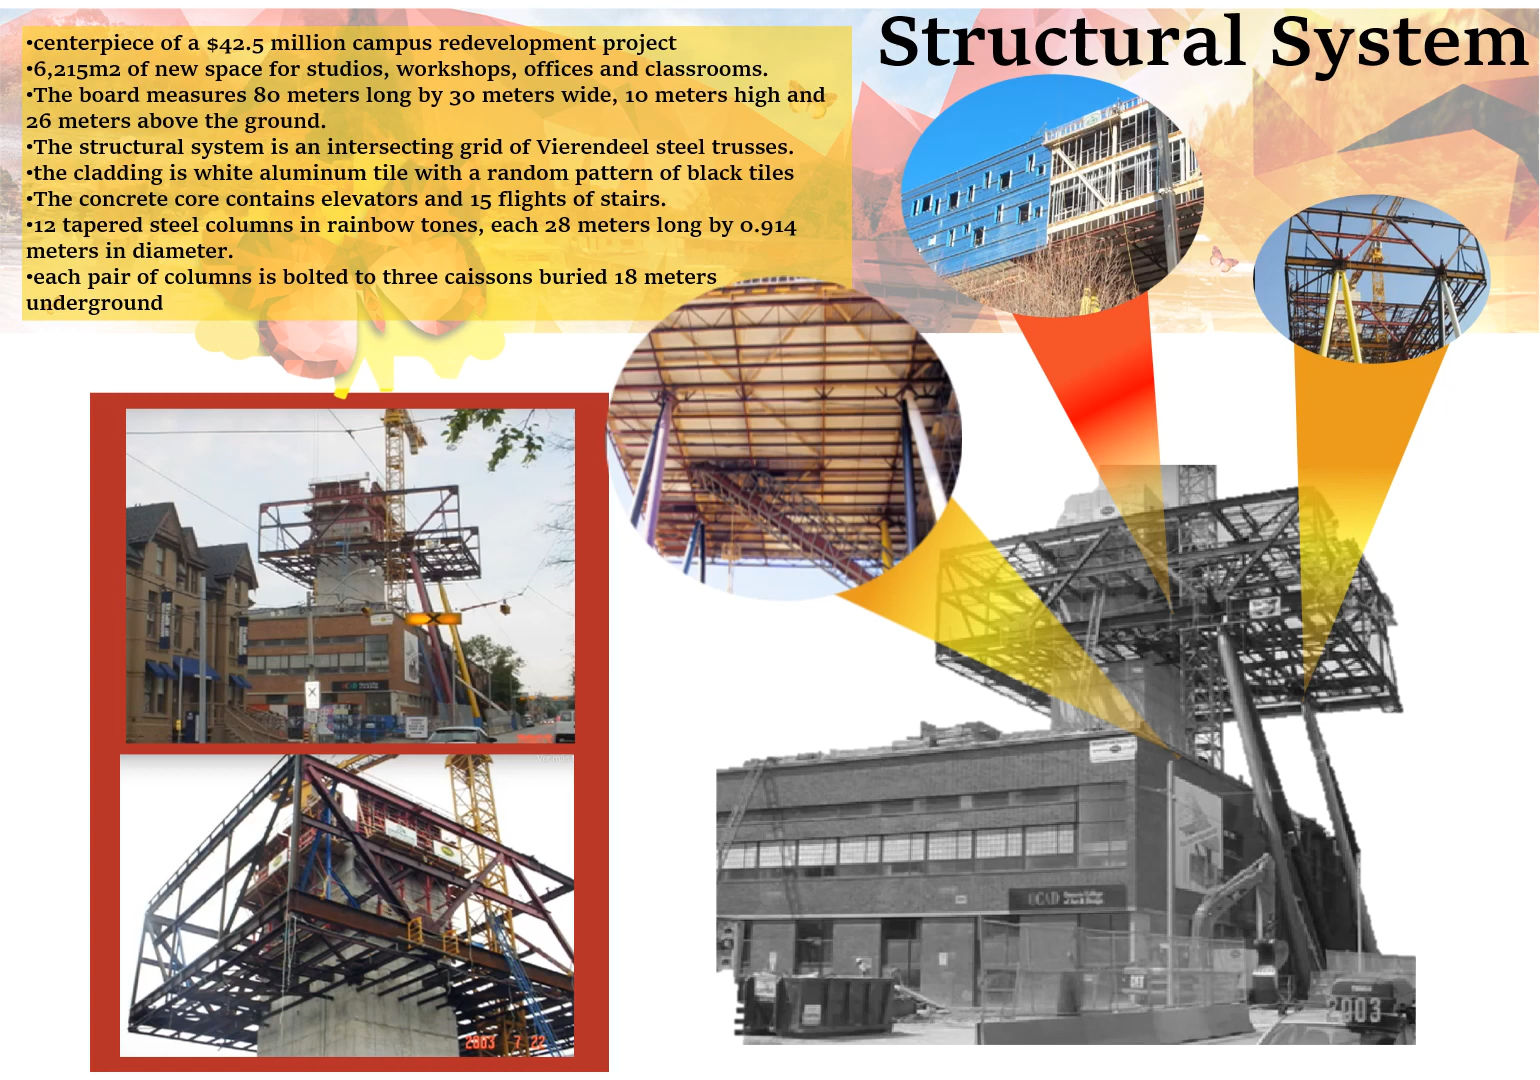 Structural System
•centerpiece of a $42.5 million campus redevelopment project
•6,215m2 of new space for studios, workshops, offices and classrooms.
•The board measures 80 meters long by 30 meters wide, 10 meters high and
26 meters above the ground.
•The structural system is an intersecting grid of Vierendeel steel trusses.
•the cladding is white aluminum tile with a random pattern of black tiles
•The concrete core contains elevators and 15 flights of stairs.
•12 tapered steel columns in rainbow tones, each 28 meters long by 0.914
meters in diameter.
•each pair of columns is bolted to three caissons buried 18 meters
underground
2003 7 22
OCAD
2003